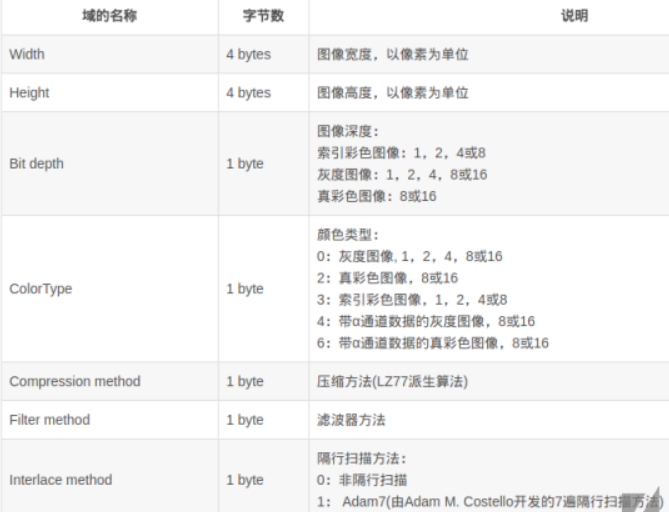 域的名称 字节数 说明
Width 4 bytes 图像宽度，以像素为单位
Height 4 bytes 图像高度，以像素为单位
Bit depth 1 byte 图像深度：
索引彩色图像：1，2，4或8
灰度图像：1，2，4，8或16
真彩色图像：8或16
ColorType 1 byte 颜色类型：
0：灰度图像, 1，2，4，8或16
2：真彩色图像，8或16
3：索引彩色图像，1，2，4或8
4：带α通道数据的灰度图像，8或16
6：带α通道数据的真彩色图像，8或16
Compression method 1 byte 压缩方法(LZ77派生算法)
Filter method 1 byte 滤波器方法
Interlace method 1 byte 隔行扫描方法：
0：非隔行扫描
1： Adam7(由Adam M. Costello开发的7遍隔行扫描方法)